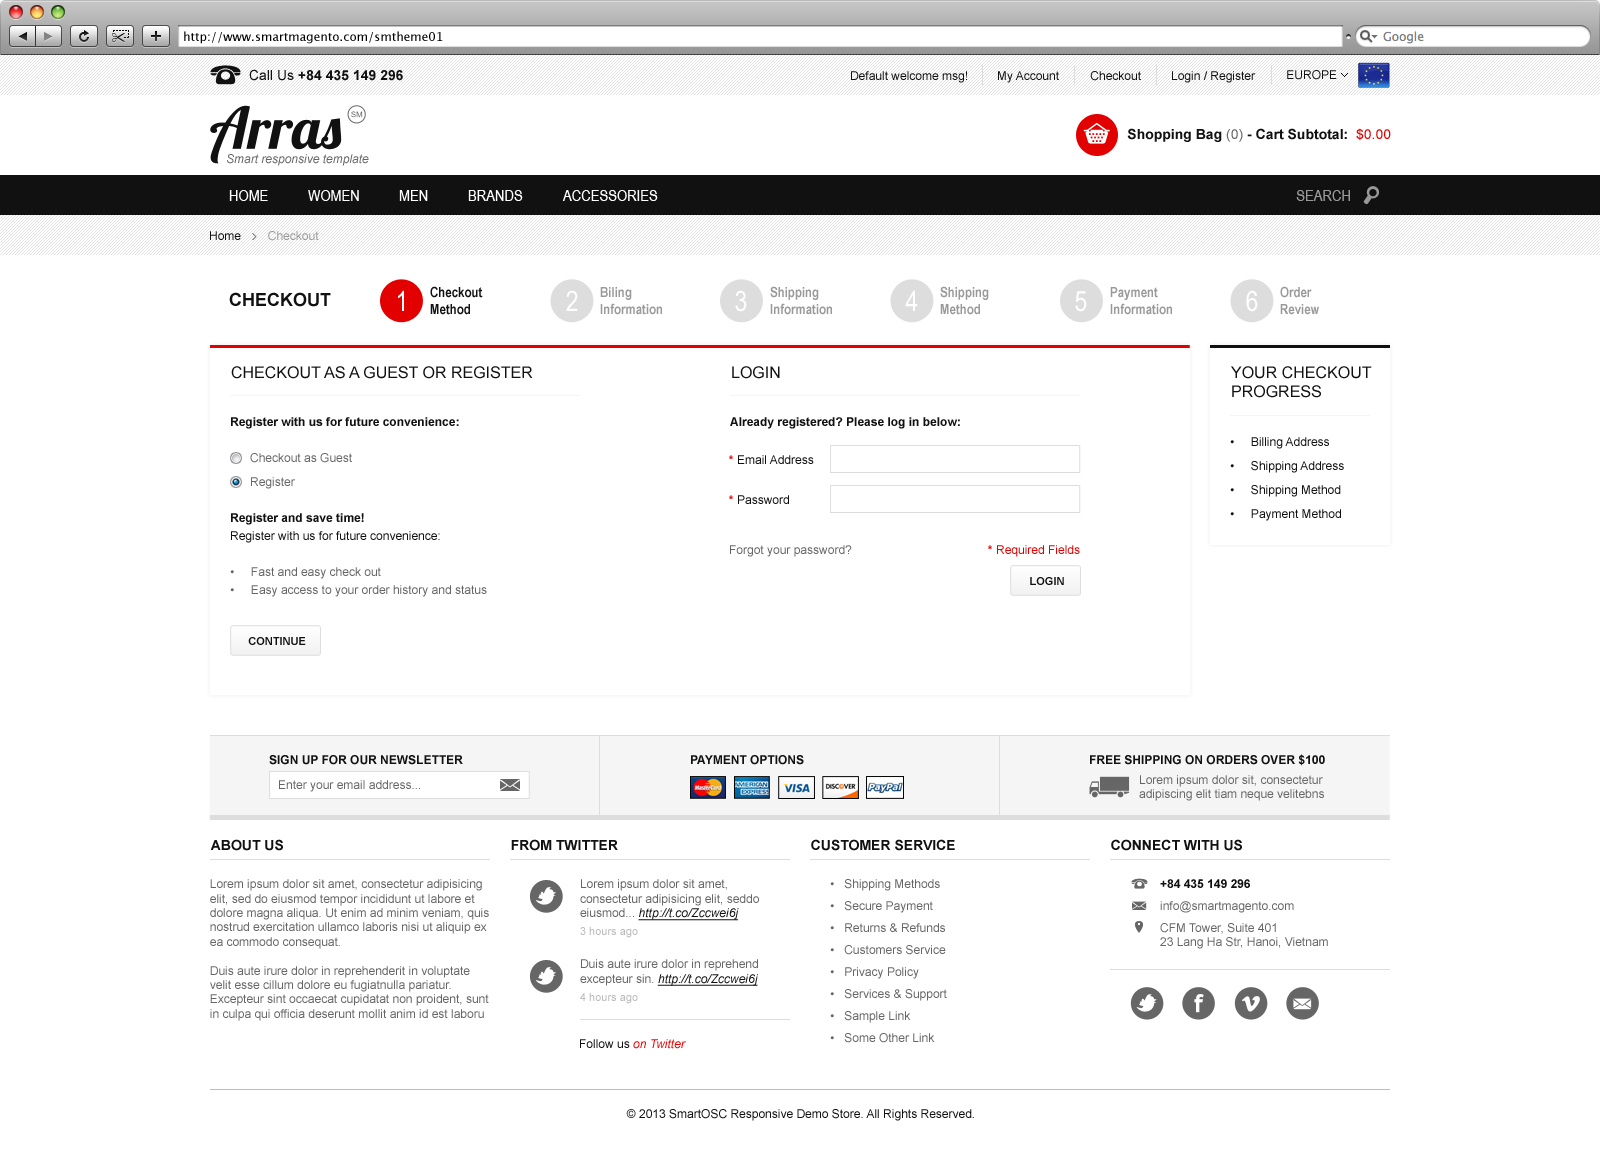 http://www.smartmagento.com/smtheme01
Google
Call Us +84 435 149 296
Default welcome msg!
My Account
Checkout
Login / Register
EUROPE
Arras
SM
Smart responsive template
Shopping Bag (0) - Cart Subtotal: $0.00
HOME
WOMEN
MEN
BRANDS
ACCESSORIES
SEARCH
Home
Checkout
CHECKOUT
1
Checkout
Method
2
Biling
Information
3
Shipping
Information
4
Shipping
Method
5
Payment
Information
6
Order
Review
CHECKOUT AS A GUEST OR REGISTER
Register with us for future convenience:
Checkout as Guest
Register
Register and save time!
Register with us for future convenience:
• Fast and easy check out
• Easy access to your order history and status
CONTINUE
LOGIN
Already registered? Please log in below:
* Email Address
* Password
Forgot your password?
* Required Fields
LOGIN
YOUR CHECKOUT
PROGRESS
• Billing Address
• Shipping Address
• Shipping Method
• Payment Method
SIGN UP FOR OUR NEWSLETTER
Enter your email address...
PAYMENT OPTIONS
MasterCard
AMERICAN
EXPRESS
VISA
DISCOVER
PayPal
FREE SHIPPING ON ORDERS OVER $100
Lorem ipsum dolor sit, consectetur
adipiscing elit tiam neque velitebns
ABOUT US
Lorem ipsum dolor sit amet, consectetur adipisicing
elit, sed do eiusmod tempor incididunt ut labore et
dolore magna aliqua. Ut enim ad minim veniam, quis
nostrud exercitation ullamco laboris nisi ut aliquip ex
ea commodo consequat.
Duis aute irure dolor in reprehenderit in voluptate
velit esse cillum dolore eu fugiatnulla pariatur.
Excepteur sint occaecat cupidatat non proident, sunt
in culpa qui officia deserunt mollit anim id est laboru
FROM TWITTER
Lorem ipsum dolor sit amet,
consectetur adipisicing elit, seddo
eiusmod... http://t.co/Zccwei6j
3 hours ago
Duis aute irure dolor in reprehend
excepteur sin. http://t.co/Zccwei6j
4 hours ago
Follow us on Twitter
CUSTOMER SERVICE
• Shipping Methods
• Secure Payment
• Returns & Refunds
• Customers Service
• Privacy Policy
• Services & Support
• Sample Link
• Some Other Link
CONNECT WITH US
+84 435 149 296
info@smartmagento.com
CFM Tower, Suite 401
23 Lang Ha Str, Hanoi, Vietnam
© 2013 SmartOSC Responsive Demo Store. All Rights Reserved.